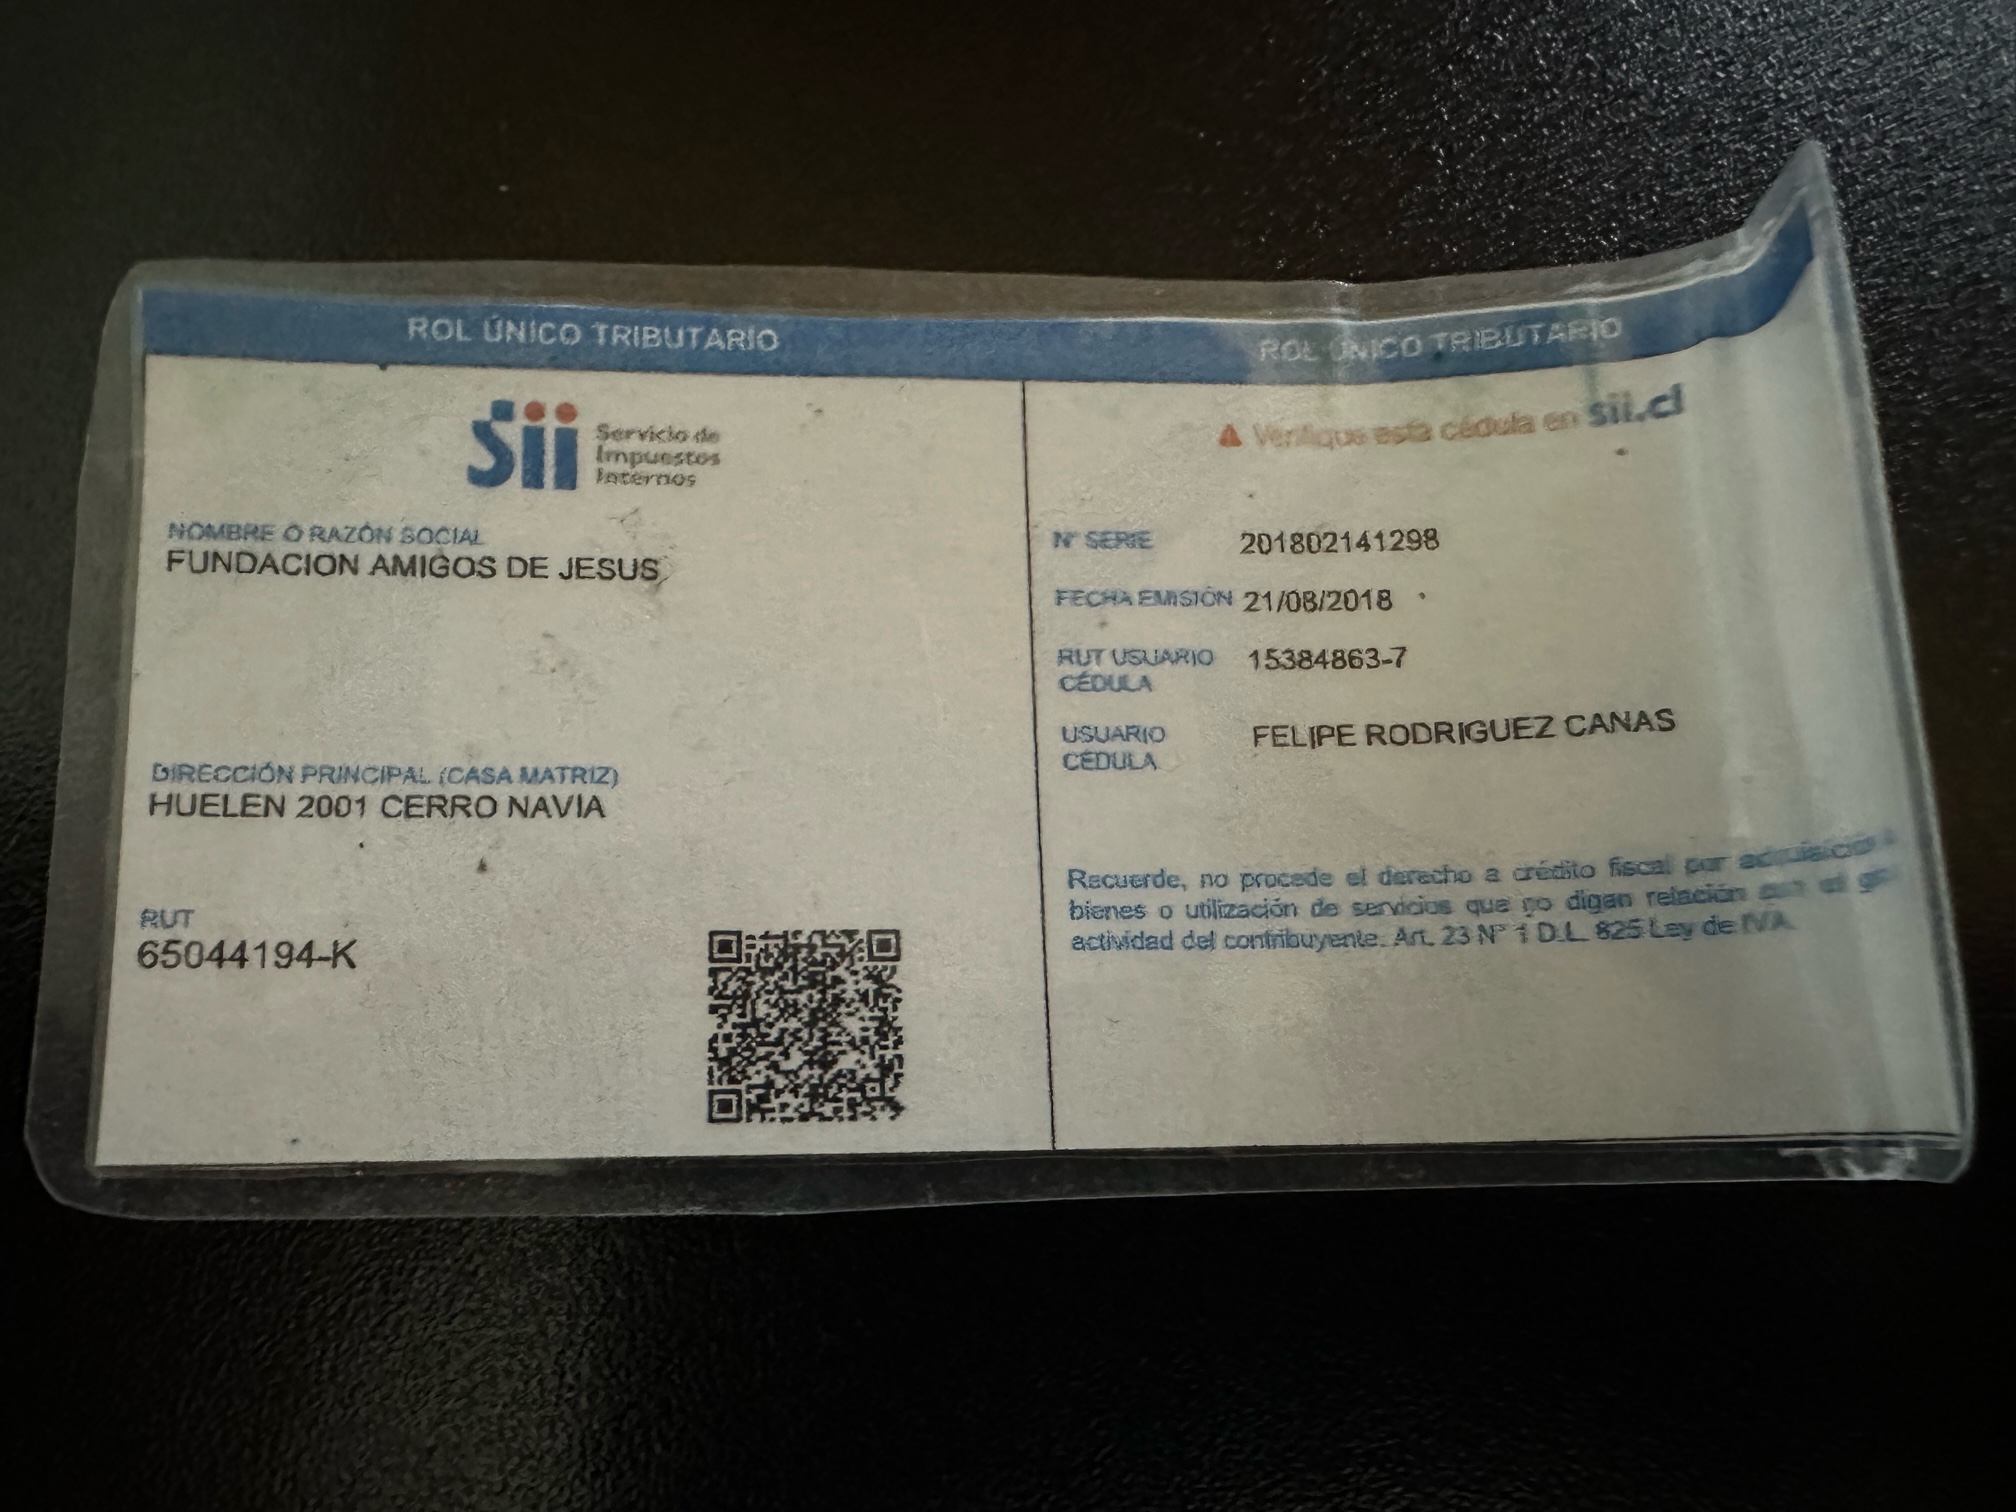 ROL ÚNICO TRIBUTARIO
sii Servicio de
Impuestos
Internos
NOMBRE O RAZÓN SOCIAL
FUNDACION AMIGOS DE JESUS
DIRECCIÓN PRINCIPAL (CASA MATRIZ)
HUELEN 2001 CERRO NAVIA
RUT
65044194-K
ROL ÚNICO TRIBUTARIO
Verifique esta cédula en sii.cl
N° SERIE 201802141298
FECHA EMISIÓN 21/08/2018
RUT USUARIO 15384863-7
CÉDULA
USUARIO FELIPE RODRIGUEZ CANAS
CÉDULA
Recuerde, no procede el derecho a crédito fiscal por
bienes o utilización de servicios que no digan relación con el
actividad del contribuyente. Art. 23 N° 1 D.L. 825 Ley de IVA.